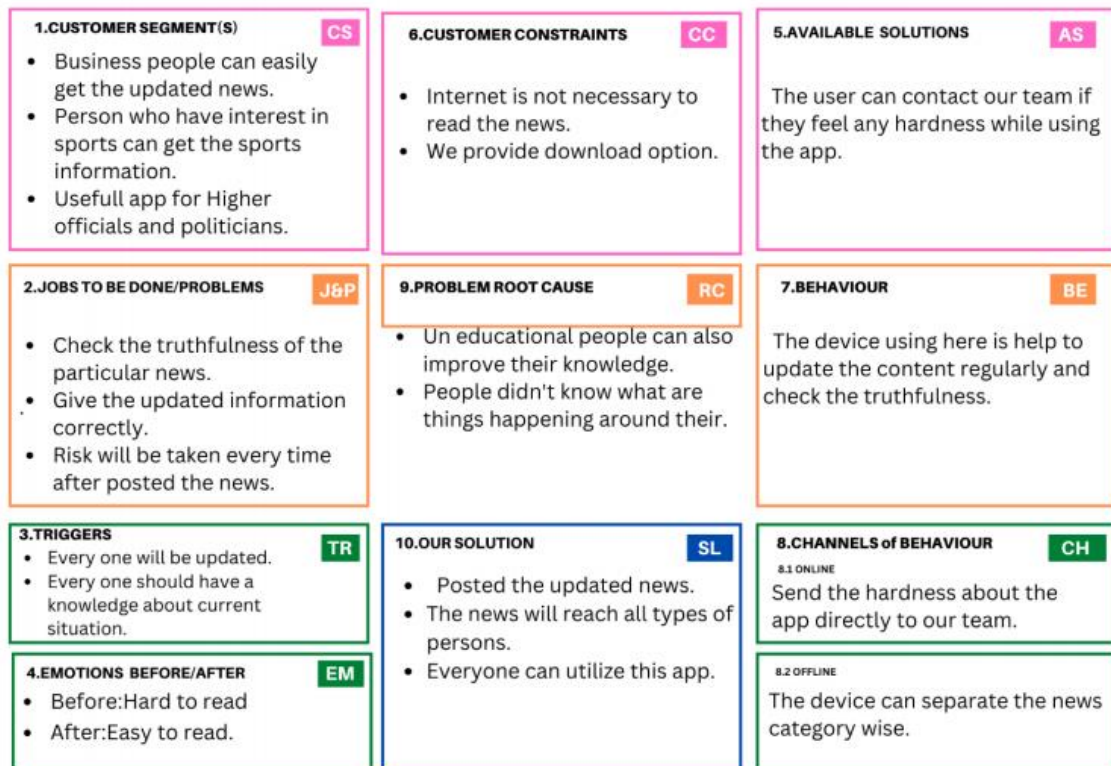 1.CUSTOMER SEGMENT(S)
CS
• Business people can easily
get the updated news.
• Person who have interest in
sports can get the sports
information.
• Usefull app for Higher
officials and politicians.
6.CUSTOMER CONSTRAINTS
CC
• Internet is not necessary to
read the news.
• We provide download option.
5.AVAILABLE SOLUTIONS
AS
The user can contact our team if
they feel any hardness while using
the app.
2.JOBS TO BE DONE/PROBLEMS
J&P
• Check the truthfulness of the
particular news.
• Give the updated information
correctly.
• Risk will be taken every time
after posted the news.
9.PROBLEM ROOT CAUSE
RC
• Un educational people can also
improve their knowledge.
• People didn't know what are
things happening around their.
7.BEHAVIOUR
BE
The device using here is help to
update the content regularly and
check the truthfulness.
3.TRIGGERS
TR
• Every one will be updated.
• Every one should have a
knowledge about current
situation.
10.OUR SOLUTION
SL
• Posted the updated news.
• The news will reach all types of
persons.
• Everyone can utilize this app.
8.CHANNELS of BEHAVIOUR
CH
8.1 ONLINE
Send the hardness about the
app directly to our team.
4.EMOTIONS BEFORE/AFTER
EM
• Before:Hard to read
• After:Easy to read.
8.2 OFFLINE
The device can separate the news
category wise.